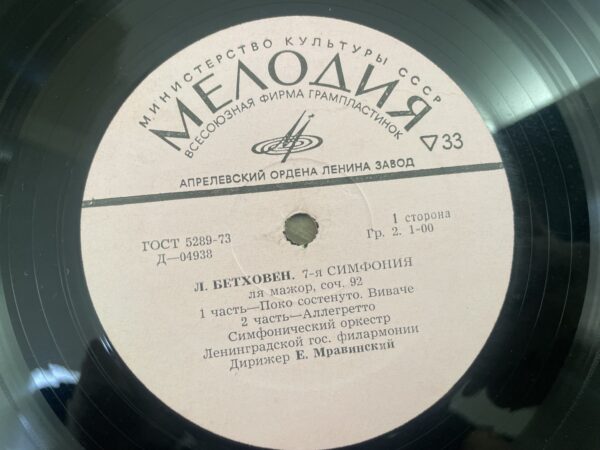 МИНИСТЕРСТВО КУЛЬТУРЫ СССР
МЕЛОДИЯ
ВСЕСОЮЗНАЯ ФИРМА ГРАМПЛАСТИНОК
▽33
АПРЕЛЕВСКИЙ ОРДЕНА ЛЕНИНА ЗАВОД
ГОСТ 5289-73
Д—04938
1 сторона
Гр. 2. 1-00
Л. БЕТХОВЕН. 7-я СИМФОНИЯ
ля мажор, соч. 92
1 часть—Поко состенуто. Виваче
2 часть—Аллегретто
Симфонический оркестр
Ленинградской гос. филармонии
Дирижер Е. Мравинский